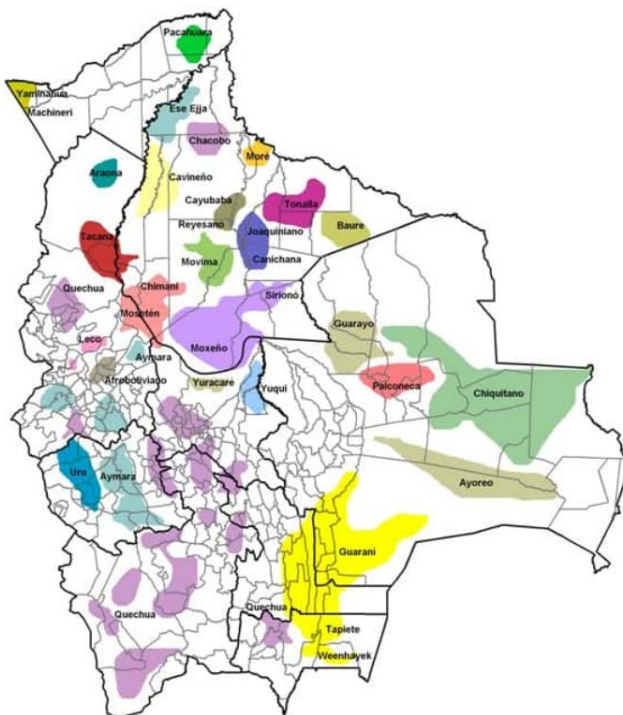 Pacahuara
Yaminahua
Machineri
Ese Ejja
Chacobo
Moré
Araona
Cavineño
Cayubaba
Tonalla
Reyesano
Joaquiniano
Baure
Tacana
Movima
Canichana
Quechua
Chimani
Sirionó
Mosetén
Guarayo
Leco
Moxeño
Aymara
Afroboliviano
Yuracaré
Yuqui
Paiconeca
Chiquitano
Uru
Aymara
Ayoreo
Guarani
Quechua
Quechua
Tapiete
Weenhayek